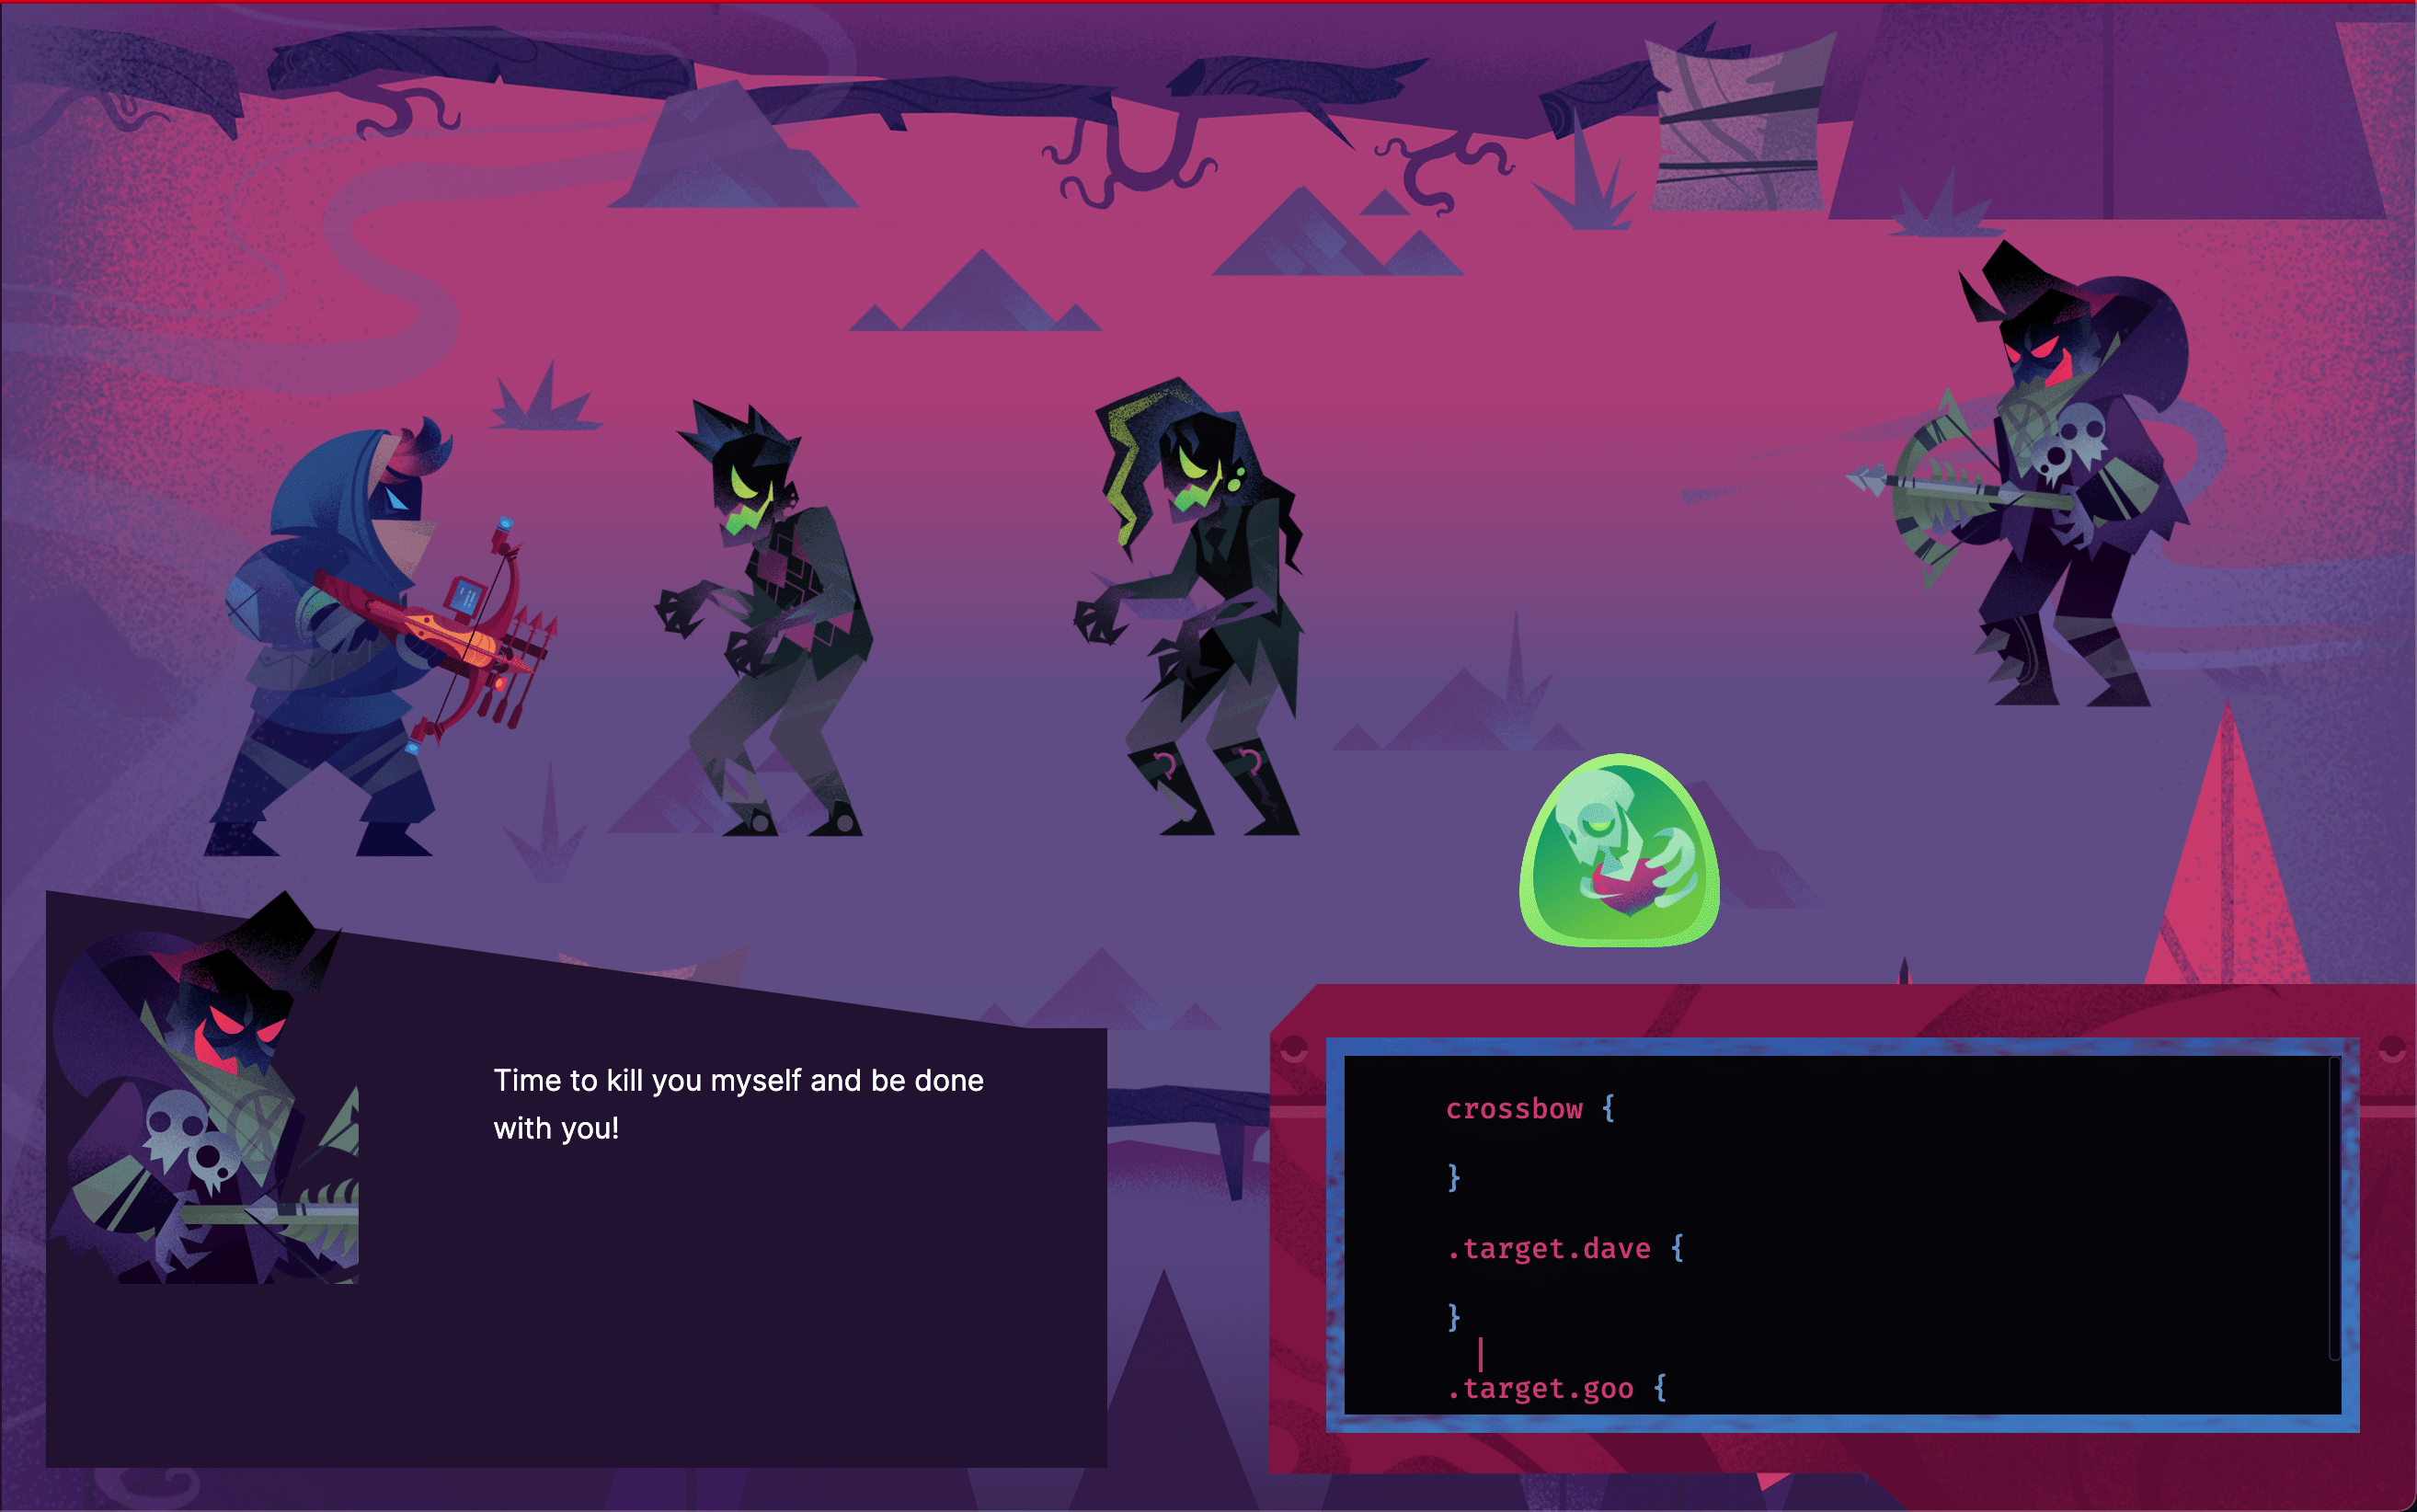 Time to kill you myself and be done
with you!
crossbow {
}
.target.dave {
}
.target.goo {